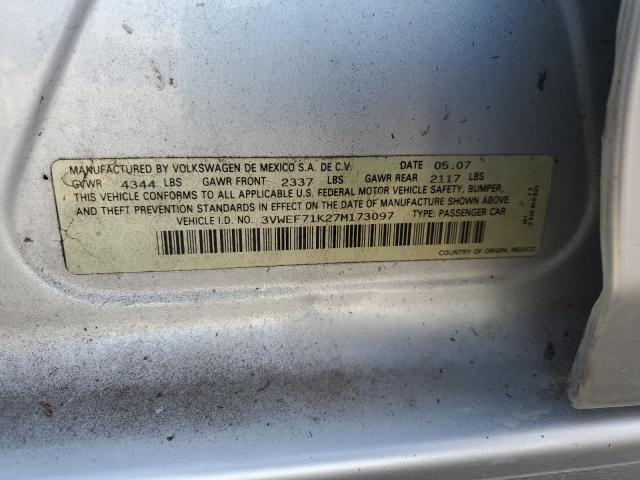 MANUFACTURED BY VOLKSWAGEN DE MEXICO S.A. DE C.V. DATE 05.07
GVWR 4344 LBS GAWR FRONT 2337 LBS GAWR REAR 2117 LBS
THIS VEHICLE CONFORMS TO ALL APPLICABLE U.S. FEDERAL MOTOR VEHICLE SAFETY, BUMPER,
AND THEFT PREVENTION STANDARDS IN EFFECT ON THE DATE OF MANUFACTURE SHOWN ABOVE.
VEHICLE I.D. NO. 3VWEF71K27M173097 TYPE: PASSENGER CAR
COUNTRY OF ORIGIN, MEXICO